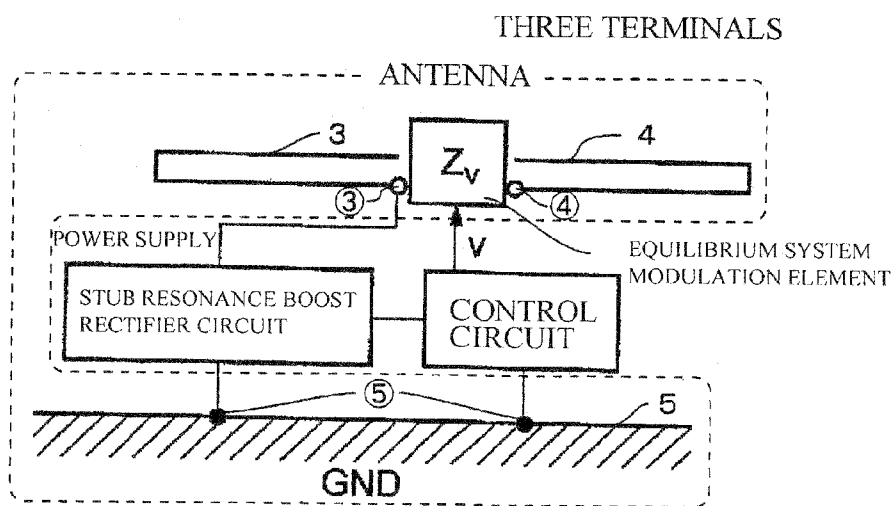 THREE TERMINALS
ANTENNA
3
4
Zv
③
④
POWER SUPPLY
V
EQUILIBRIUM SYSTEM
MODULATION ELEMENT
STUB RESONANCE BOOST
RECTIFIER CIRCUIT
CONTROL
CIRCUIT
⑤
5
GND